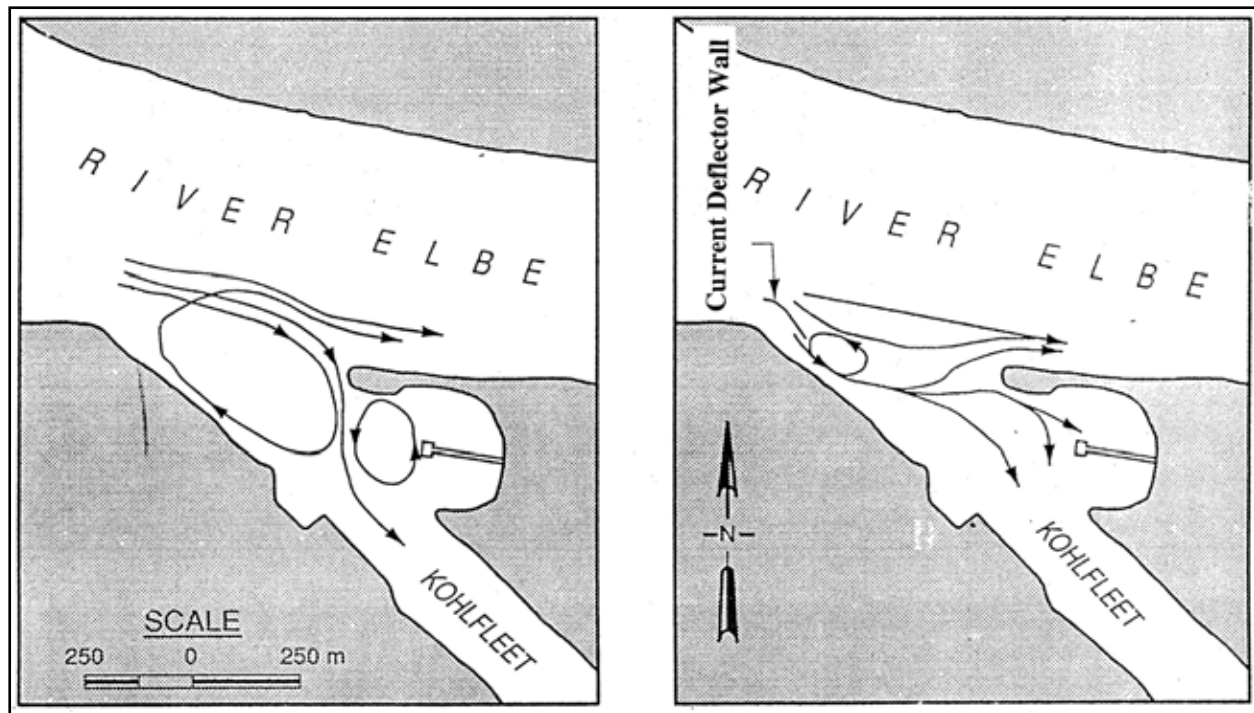 RIVER ELBE
KOHLFLEET
SCALE
250 0 250 m
Current Deflector Wall
RIVER ELBE
N
KOHLFLEET